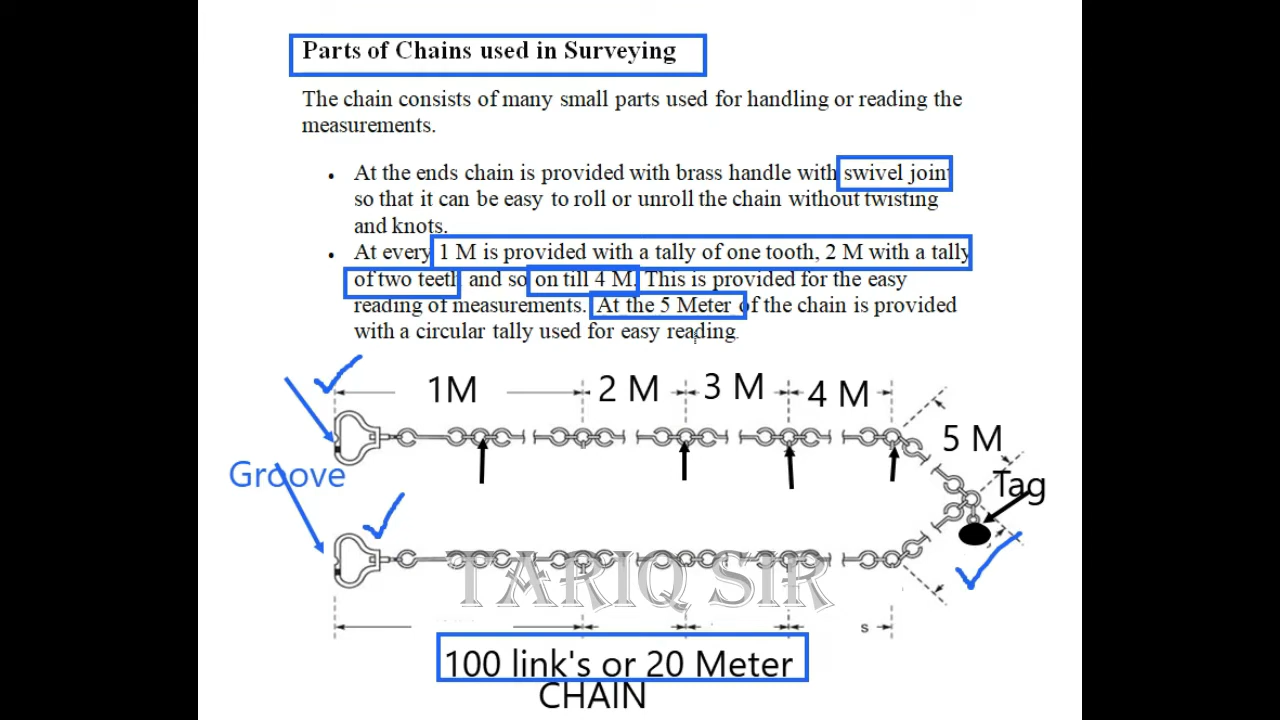 Parts of Chains used in Surveying
The chain consists of many small parts used for handling or reading the
measurements.
• At the ends chain is provided with brass handle with swivel joint
so that it can be easy to roll or unroll the chain without twisting
and knots.
• At every 1 M is provided with a tally of one tooth, 2 M with a tally
of two teeth and so on till 4 M. This is provided for the easy
reading of measurements. At the 5 Meter of the chain is provided
with a circular tally used for easy reading.
1M 2 M 3 M 4 M
5 M
Groove
Tag
TARIQ SIR
s
100 link's or 20 Meter
CHAIN